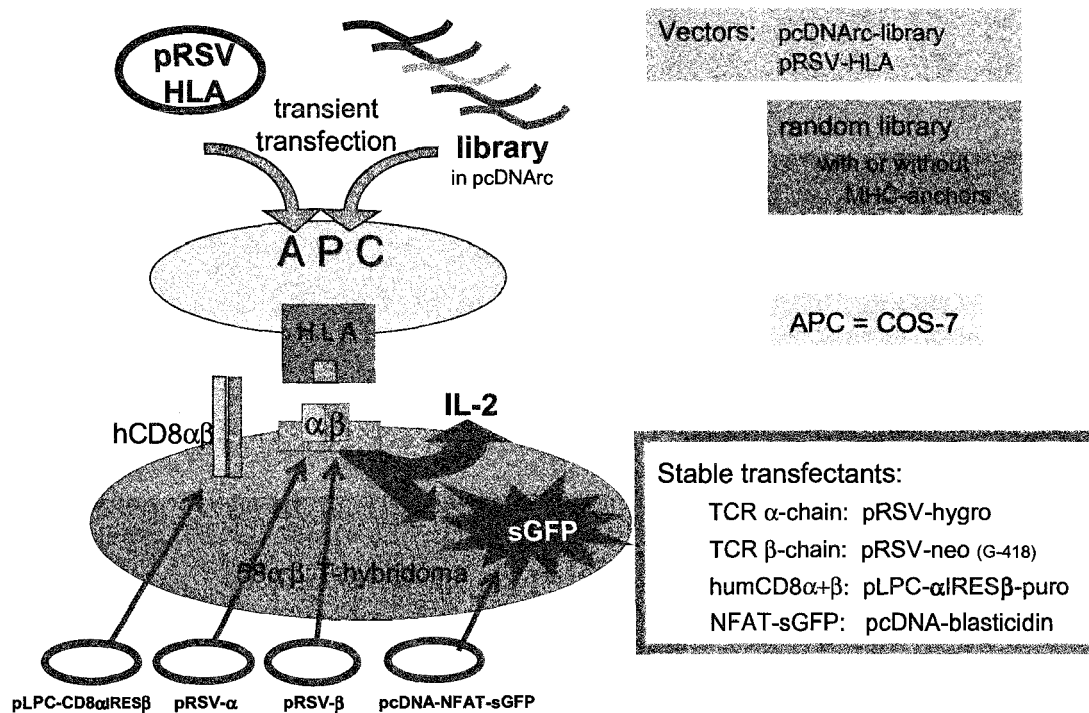 pRSV
HLA
transient
transfection
library
in pcDNArc
Vectors: pcDNArc-library
pRSV-HLA
random library
with or without
MHC-anchors
A P C
HLA
APC = COS-7
hCD8αβ
αβ
IL-2
sGFP
T-hybridoma
Stable transfectants:
TCR α-chain: pRSV-hygro
TCR β-chain: pRSV-neo (G-418)
humCD8α+β: pLPC-αIRESβ-puro
NFAT-sGFP: pcDNA-blasticidin
pLPC-CD8αIRESβ
pRSV-α
pRSV-β
pcDNA-NFAT-sGFP